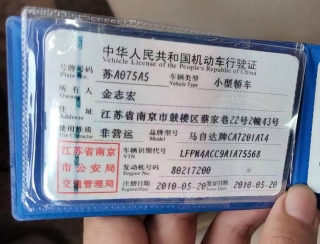 中华人民共和国机动车行驶证
Vehicle License of the People's Republic of China
号牌号码 Plate No. 苏A075A5 车辆类型 Vehicle Type 小型轿车
所有人 金志宏
住址 江苏省南京市鼓楼区蔡家巷22号2幢43号
使用性质 非营运 品牌型号 Model 马自达牌CA7201AT4
江苏省南京市公安局交通管理局
车辆识别代号 VIN LFPM4ACC9A1A75568
发动机号码 Engine No. 80217200
注册日期 Register Date 2010-05-20 发证日期 Issue Date 2010-05-20